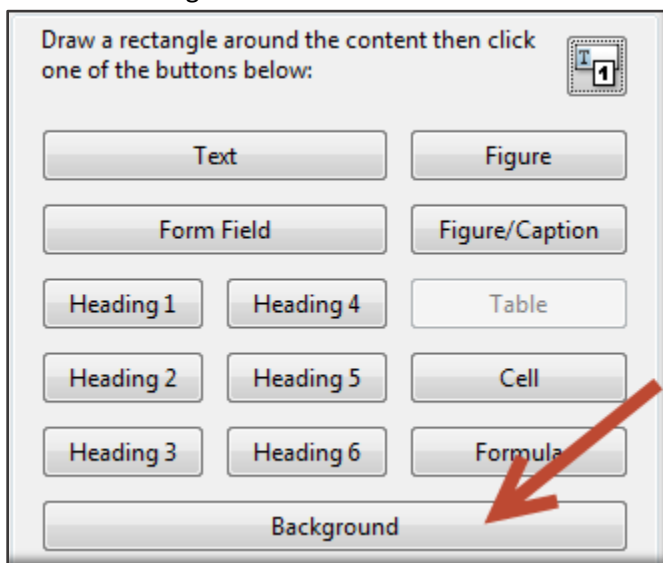 Draw a rectangle around the content then click
one of the buttons below:
T
1
Text
Figure
Form Field
Figure/Caption
Heading 1
Heading 4
Table
Heading 2
Heading 5
Cell
Heading 3
Heading 6
Formula
Background